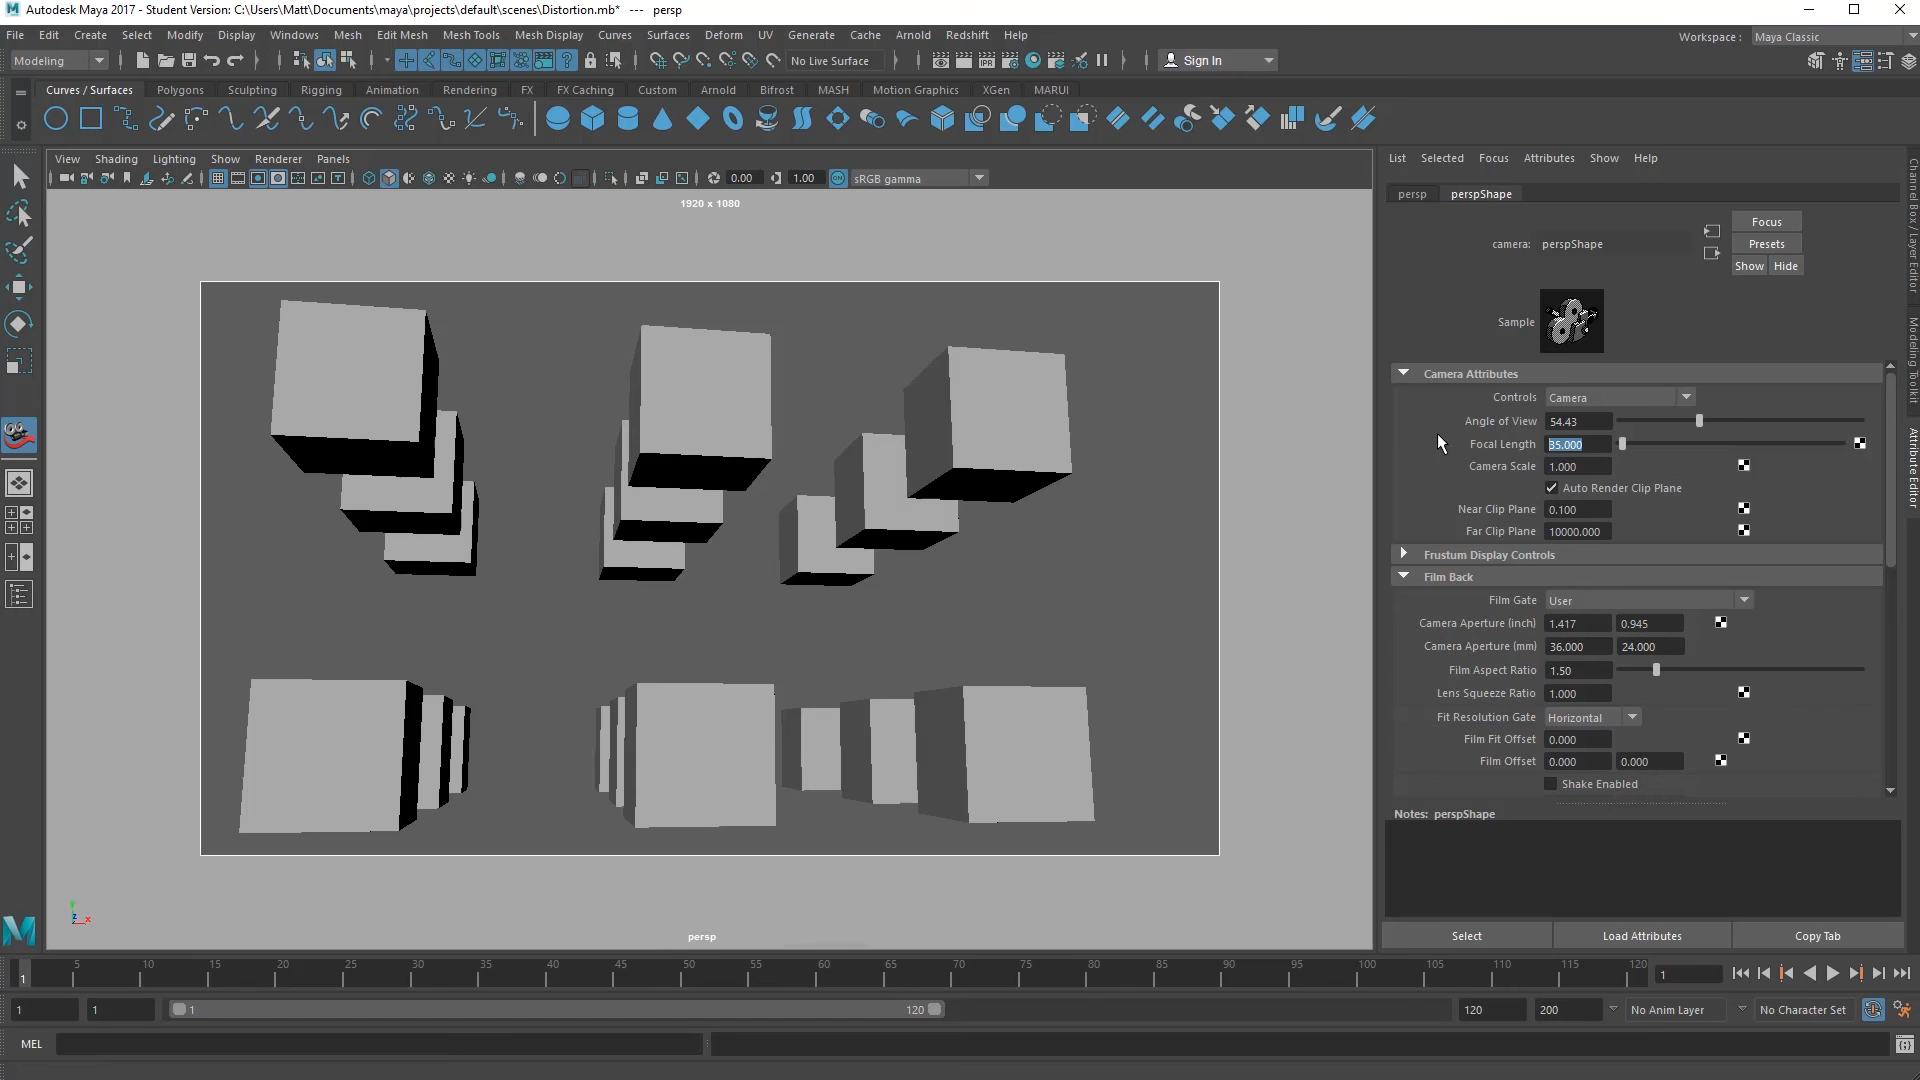 Autodesk Maya 2017 - Student Version: C:\Users\Matt\Documents\maya\projects\default\scenes\Distortion.mb* --- persp
File Edit Create Select Modify Display Windows Mesh Edit Mesh Mesh Tools Mesh Display Curves Surfaces Deform UV Generate Cache Arnold Redshift Help
Workspace : Maya Classic
Modeling
No Live Surface
Sign In
Curves / Surfaces Polygons Sculpting Rigging Animation Rendering FX FX Caching Custom Arnold Bifrost MASH Motion Graphics XGen MARUI
View Shading Lighting Show Renderer Panels
0.00 1.00 ON sRGB gamma
1920 x 1080
persp
List Selected Focus Attributes Show Help
persp perspShape
camera: perspShape
Focus
Presets
Show Hide
Sample
Camera Attributes
Controls Camera
Angle of View 54.43
Focal Length 35.000
Camera Scale 1.000
Auto Render Clip Plane
Near Clip Plane 0.100
Far Clip Plane 10000.000
Frustum Display Controls
Film Back
Film Gate User
Camera Aperture (inch) 1.417 0.945
Camera Aperture (mm) 36.000 24.000
Film Aspect Ratio 1.50
Lens Squeeze Ratio 1.000
Fit Resolution Gate Horizontal
Film Fit Offset 0.000
Film Offset 0.000 0.000
Shake Enabled
Notes: perspShape
Select Load Attributes Copy Tab
Channel Box / Layer Editor
Modeling Toolkit
Attribute Editor
1 5 10 15 20 25 30 35 40 45 50 55 60 65 70 75 80 85 90 95 100 105 110 115 120 1
1 1 1 120 120 200 No Anim Layer No Character Set
MEL